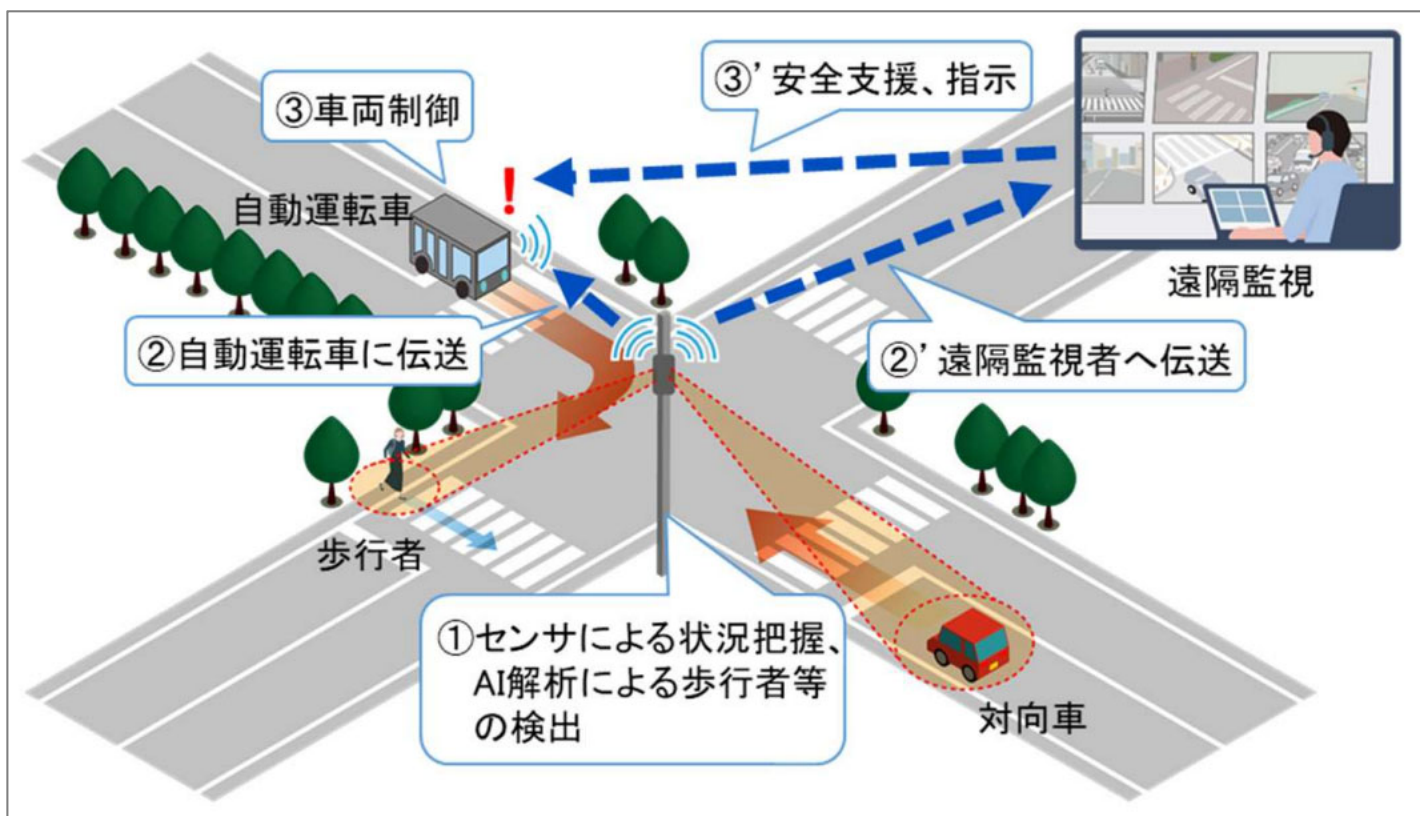 ③' 安全支援、指示
③車両制御
自動運転車
遠隔監視
②自動運転車に伝送
②' 遠隔監視者へ伝送
歩行者
①センサによる状況把握、
AI解析による歩行者等
の検出
対向車